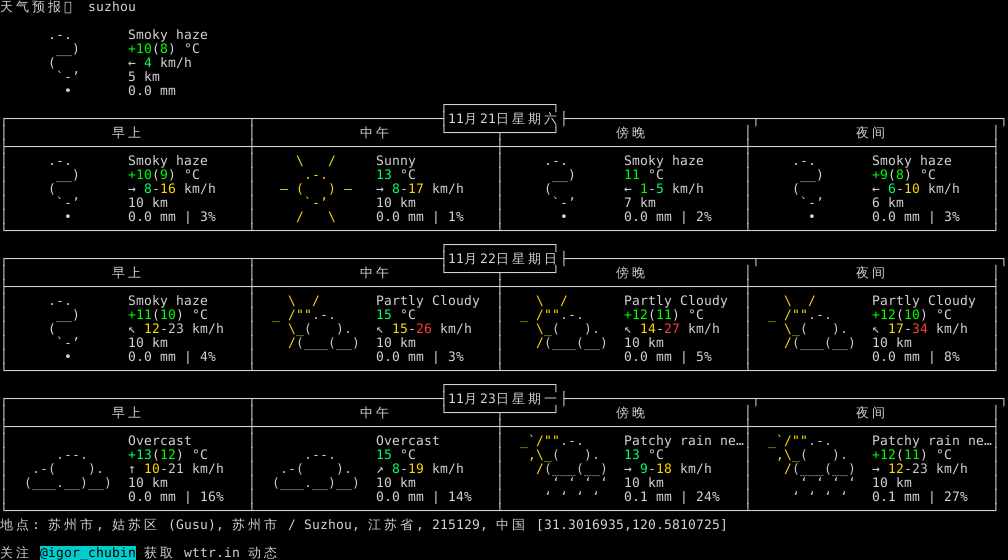 天气预报 suzhou
Smoky haze
+10(8) °C
← 4 km/h
5 km
0.0 mm
11月21日星期六
早上 中午 傍晚 夜间
Smoky haze Sunny Smoky haze Smoky haze
+10(9) °C 13 °C 11 °C +9(8) °C
→ 8-16 km/h → 8-17 km/h ← 1-5 km/h ← 6-10 km/h
10 km 10 km 7 km 6 km
0.0 mm | 3% 0.0 mm | 1% 0.0 mm | 2% 0.0 mm | 3%
11月22日星期日
早上 中午 傍晚 夜间
Smoky haze Partly Cloudy Partly Cloudy Partly Cloudy
+11(10) °C 15 °C +12(11) °C +12(10) °C
↖ 12-23 km/h ↖ 15-26 km/h ↖ 14-27 km/h ↖ 17-34 km/h
10 km 10 km 10 km 10 km
0.0 mm | 4% 0.0 mm | 3% 0.0 mm | 5% 0.0 mm | 8%
11月23日星期一
早上 中午 傍晚 夜间
Overcast Overcast Patchy rain ne… Patchy rain ne…
+13(12) °C 15 °C 13 °C +12(11) °C
↑ 10-21 km/h ↗ 8-19 km/h → 9-18 km/h → 12-23 km/h
10 km 10 km 10 km 10 km
0.0 mm | 16% 0.0 mm | 14% 0.1 mm | 24% 0.1 mm | 27%
地点: 苏州市, 姑苏区 (Gusu), 苏州市 / Suzhou, 江苏省, 215129, 中国 [31.3016935,120.5810725]
关注 @igor_chubin 获取 wttr.in 动态